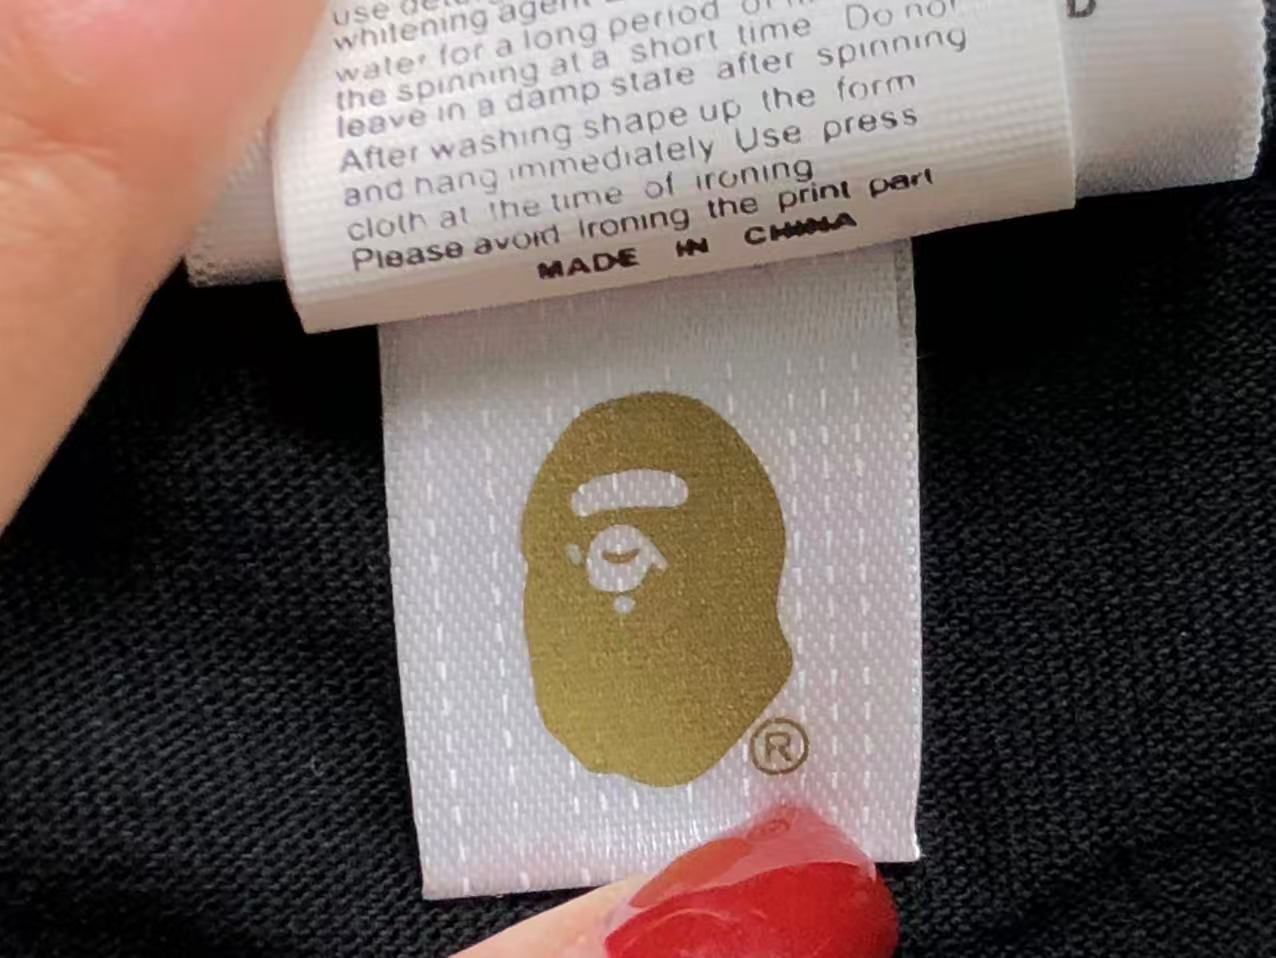 use
whitening agent
water for a long period of
the spinning at a short time Do not
leave in a damp state after spinning
After washing shape up the form
and hang immediately Use press
cloth at the time of ironing
Please avoid ironing the print part
MADE IN CHINA
®